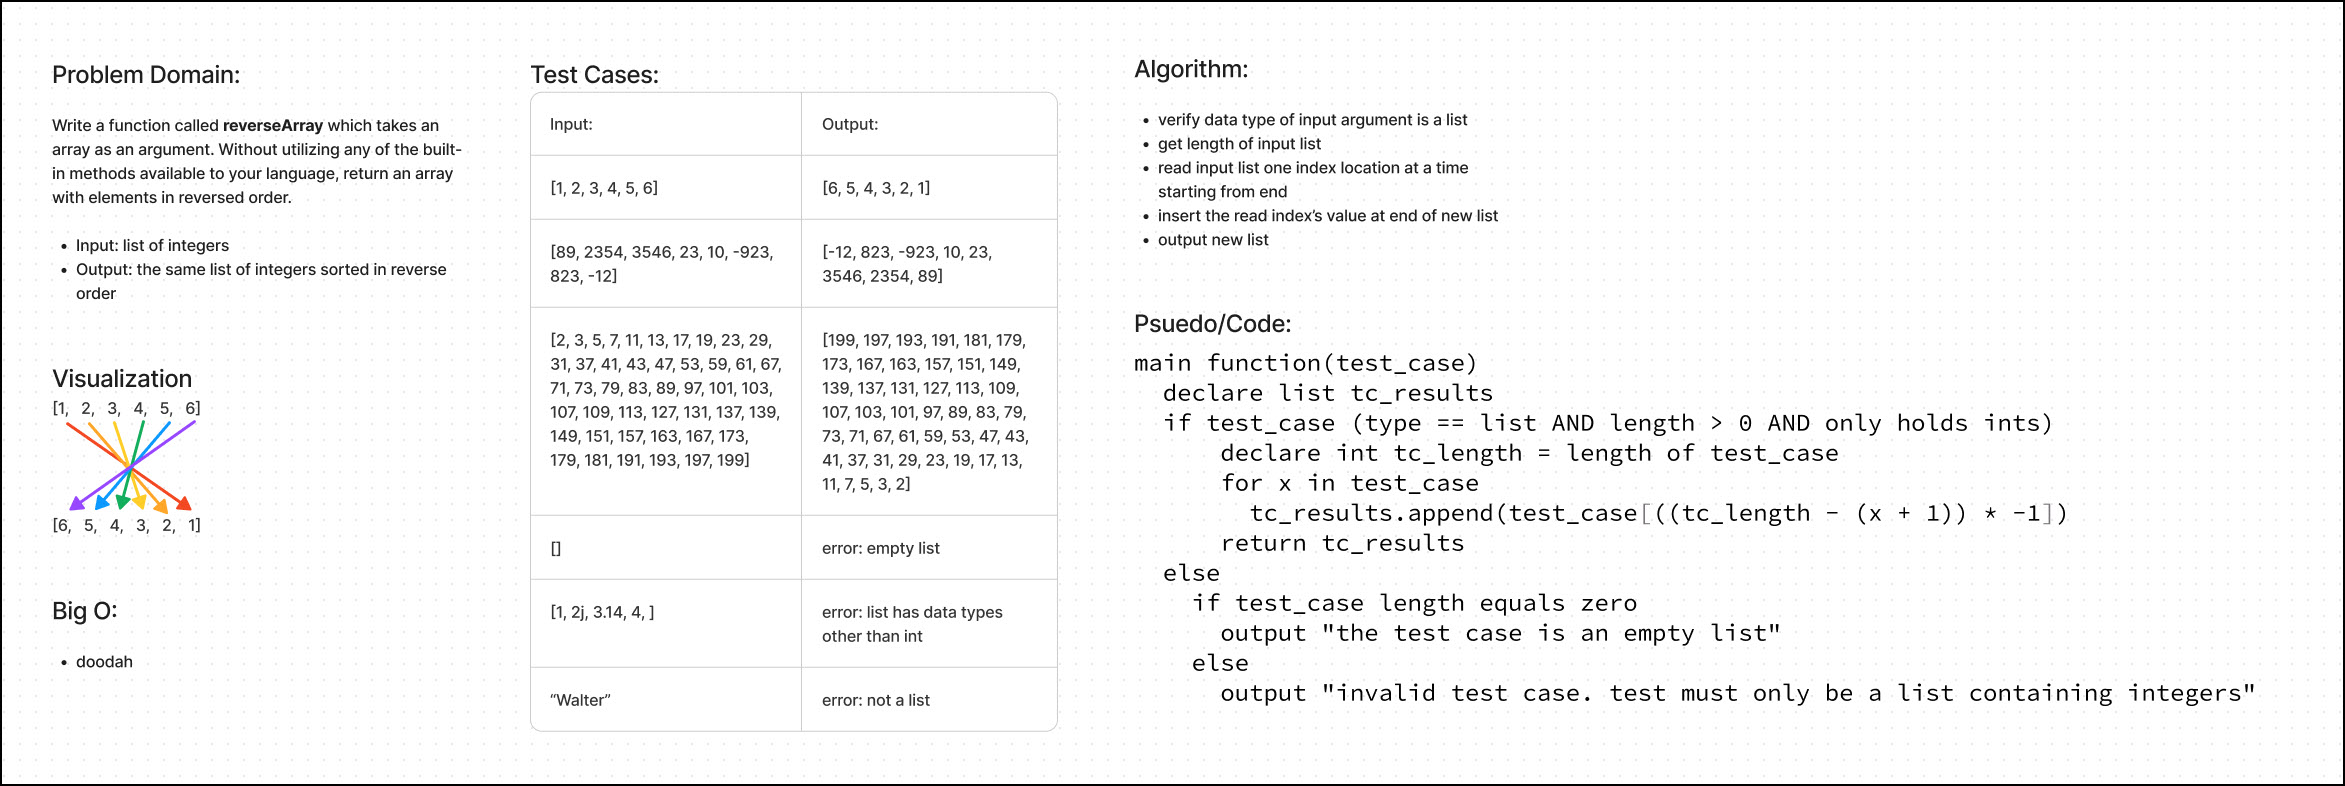 Problem Domain:
Write a function called reverseArray which takes an
array as an argument. Without utilizing any of the built-
in methods available to your language, return an array
with elements in reversed order.
• Input: list of integers
• Output: the same list of integers sorted in reverse
order
Visualization
[1, 2, 3, 4, 5, 6]
[6, 5, 4, 3, 2, 1]
Big O:
• doodah
Test Cases:
Input:
Output:
[1, 2, 3, 4, 5, 6]
[6, 5, 4, 3, 2, 1]
[89, 2354, 3546, 23, 10, -923,
823, -12]
[-12, 823, -923, 10, 23,
3546, 2354, 89]
[2, 3, 5, 7, 11, 13, 17, 19, 23, 29,
31, 37, 41, 43, 47, 53, 59, 61, 67,
71, 73, 79, 83, 89, 97, 101, 103,
107, 109, 113, 127, 131, 137, 139,
149, 151, 157, 163, 167, 173,
179, 181, 191, 193, 197, 199]
[199, 197, 193, 191, 181, 179,
173, 167, 163, 157, 151, 149,
139, 137, 131, 127, 113, 109,
107, 103, 101, 97, 89, 83, 79,
73, 71, 67, 61, 59, 53, 47, 43,
41, 37, 31, 29, 23, 19, 17, 13,
11, 7, 5, 3, 2]
[]
error: empty list
[1, 2j, 3.14, 4, ]
error: list has data types
other than int
“Walter”
error: not a list
Algorithm:
• verify data type of input argument is a list
• get length of input list
• read input list one index location at a time
starting from end
• insert the read index’s value at end of new list
• output new list
Psuedo/Code:
main function(test_case)
declare list tc_results
if test_case (type == list AND length > 0 AND only holds ints)
declare int tc_length = length of test_case
for x in test_case
tc_results.append(test_case[((tc_length - (x + 1)) * -1])
return tc_results
else
if test_case length equals zero
output "the test case is an empty list"
else
output "invalid test case. test must only be a list containing integers"